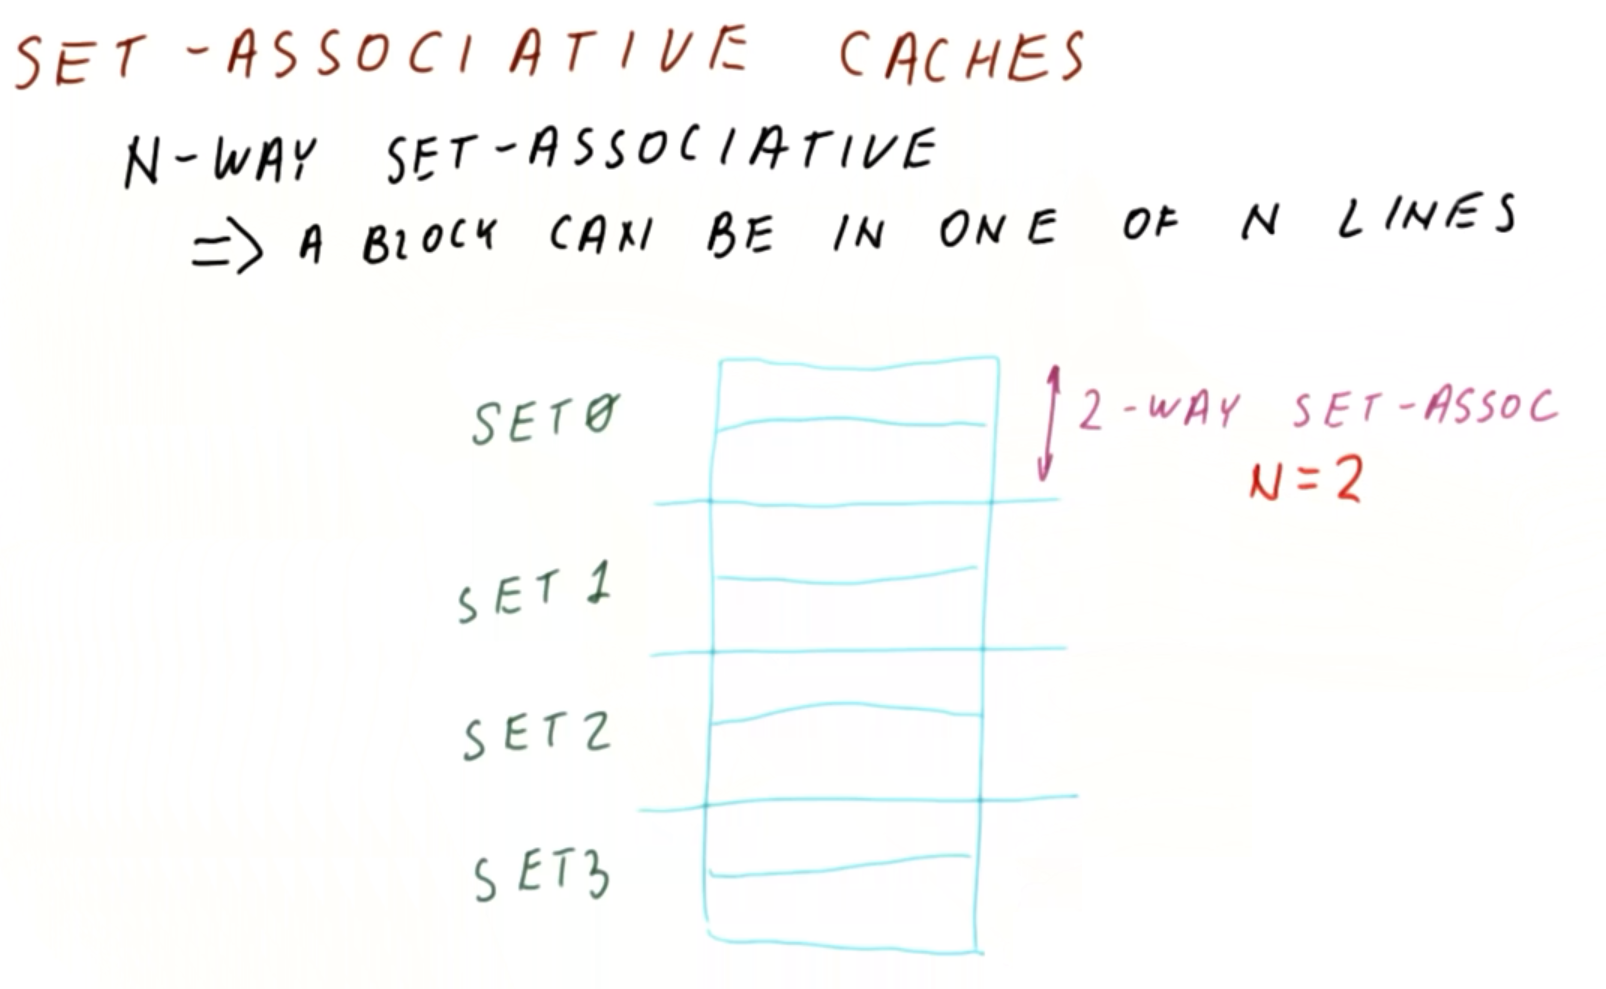 SET-ASSOCIATIVE CACHES
N-WAY SET-ASSOCIATIVE
=> A BLOCK CAN BE IN ONE OF N LINES
SET0
2-WAY SET-ASSOC
N=2
SET 1
SET2
SET3